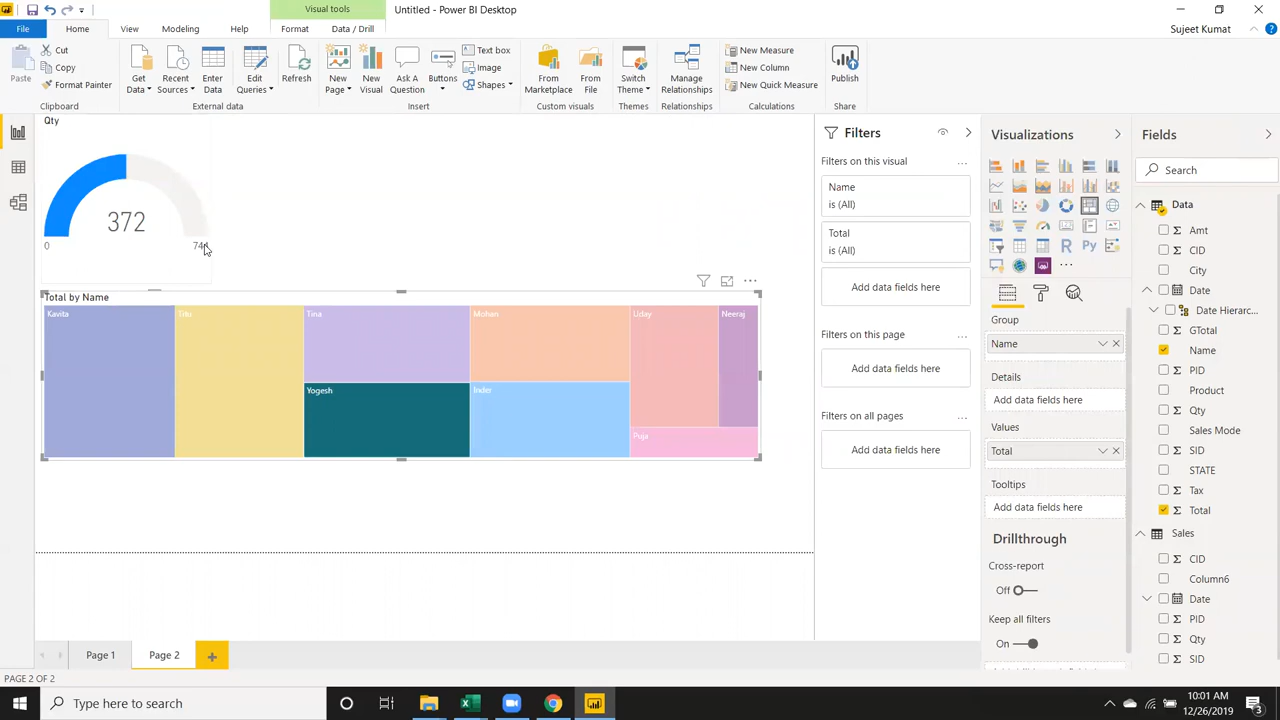 Visual tools
Untitled - Power BI Desktop
File
Home
View
Modeling
Help
Format
Data / Drill
Sujeet Kumat
Paste
Cut
Copy
Format Painter
Clipboard
Get Data
Recent Sources
Enter Data
Edit Queries
Refresh
External data
New Page
New Visual
Ask A Question
Buttons
Text box
Image
Shapes
Insert
From Marketplace
From File
Custom visuals
Switch Theme
Themes
Manage Relationships
Relationships
New Measure
New Column
New Quick Measure
Calculations
Publish
Share
Qty
372
0
Total by Name
Kavita
Titu
Tina
Mohan
Uday
Neeraj
Yogesh
Inder
Puja
Filters
Filters on this visual
...
Name
is (All)
Total
is (All)
Add data fields here
Filters on this page
...
Add data fields here
Filters on all pages
...
Add data fields here
Visualizations
R
Py
...
Group
Name
Details
Add data fields here
Values
Total
Tooltips
Add data fields here
Drillthrough
Cross-report
Off
Keep all filters
On
Fields
Search
Data
Amt
CID
City
Date
Date Hierarc...
GTotal
Name
PID
Product
Qty
Sales Mode
SID
STATE
Tax
Total
Sales
CID
Column6
Date
PID
Qty
SID
Page 1
Page 2
PAGE 2 OF 2
Type here to search
10:01 AM
12/26/2019
3